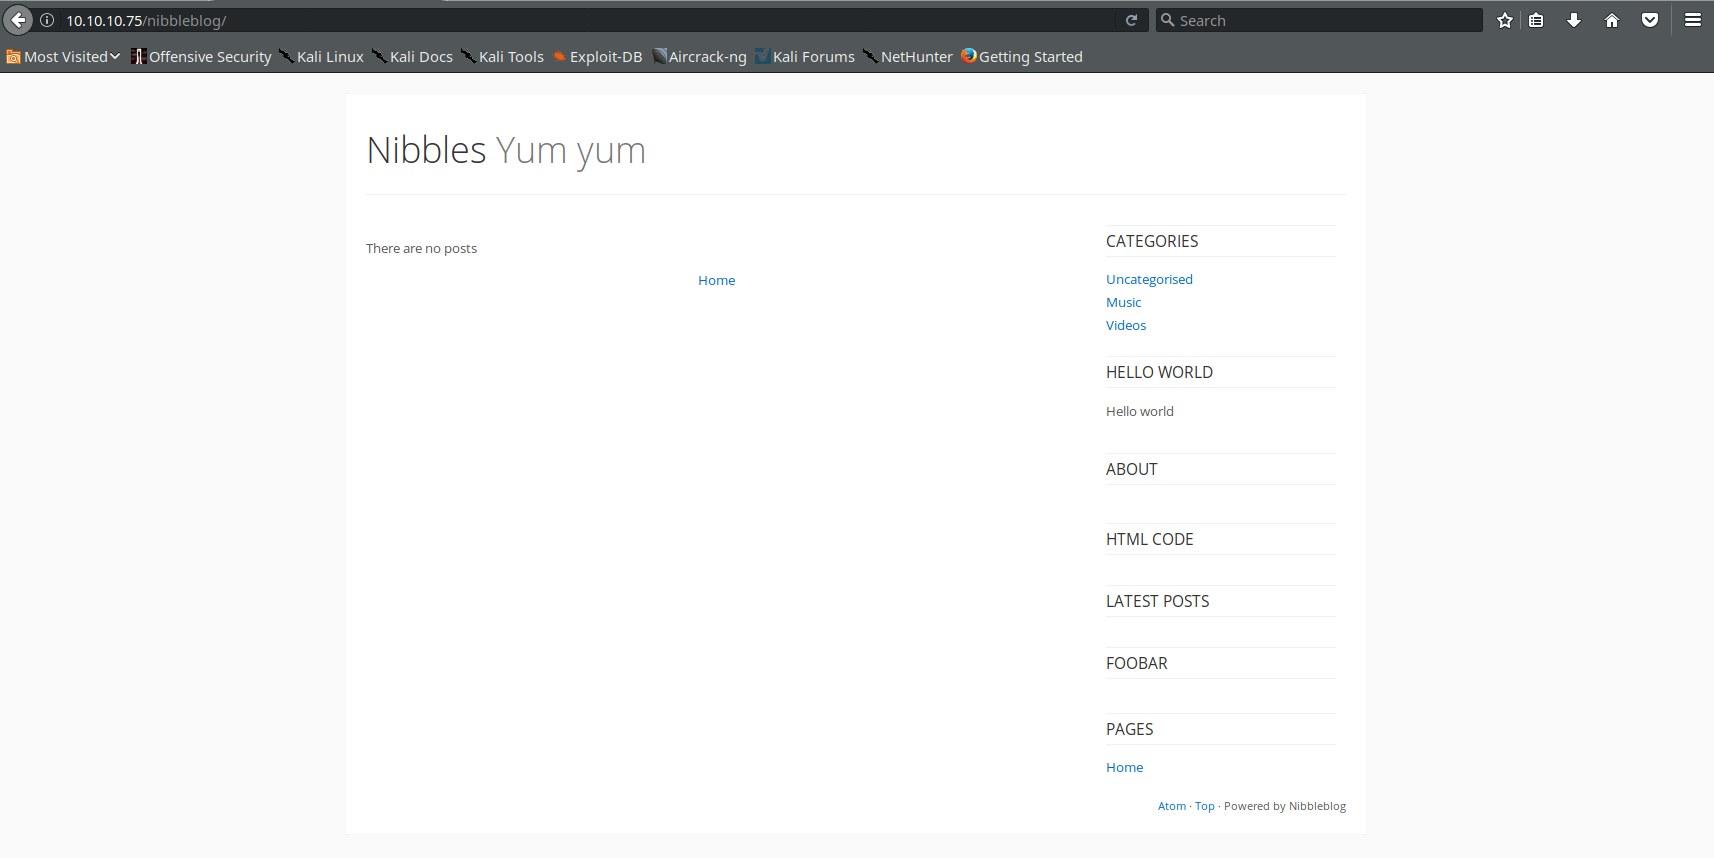 10.10.10.75/nibbleblog/
Search
Most Visited
Offensive Security
Kali Linux
Kali Docs
Kali Tools
Exploit-DB
Aircrack-ng
Kali Forums
NetHunter
Getting Started
Nibbles Yum yum
There are no posts
Home
CATEGORIES
Uncategorised
Music
Videos
HELLO WORLD
Hello world
ABOUT
HTML CODE
LATEST POSTS
FOOBAR
PAGES
Home
Atom · Top · Powered by Nibbleblog